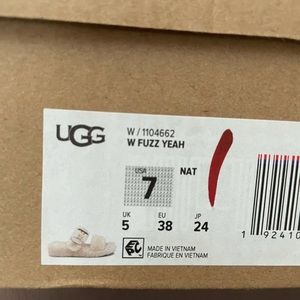 UGG
W / 1104662
W FUZZ YEAH
USA
7
NAT
UK EU JP
5 38 24
MADE IN VIETNAM
FABRIQUE EN VIETNAM
1 92410